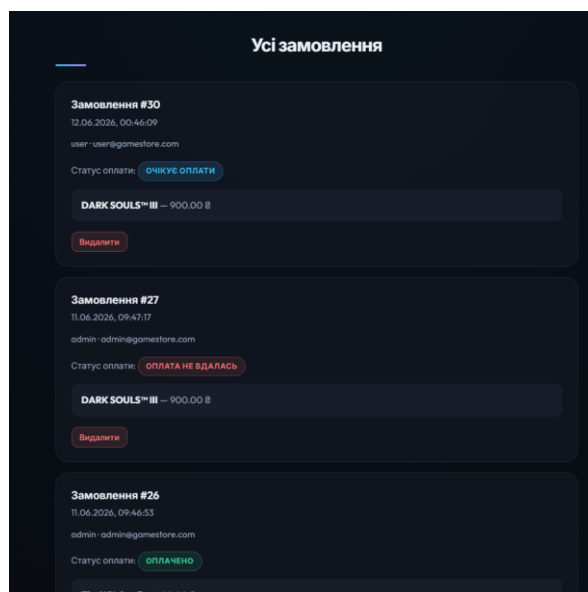 Усі замовлення
Замовлення #30
12.06.2026, 00:46:09
user · user@gamestore.com
Статус оплати: ОЧІКУЄ ОПЛАТИ
DARK SOULS™ III — 900.00 ₴
Видалити
Замовлення #27
11.06.2026, 09:47:17
admin · admin@gamestore.com
Статус оплати: ОПЛАТА НЕ ВДАЛАСЬ
DARK SOULS™ III — 900.00 ₴
Видалити
Замовлення #26
11.06.2026, 09:46:53
admin · admin@gamestore.com
Статус оплати: ОПЛАЧЕНО